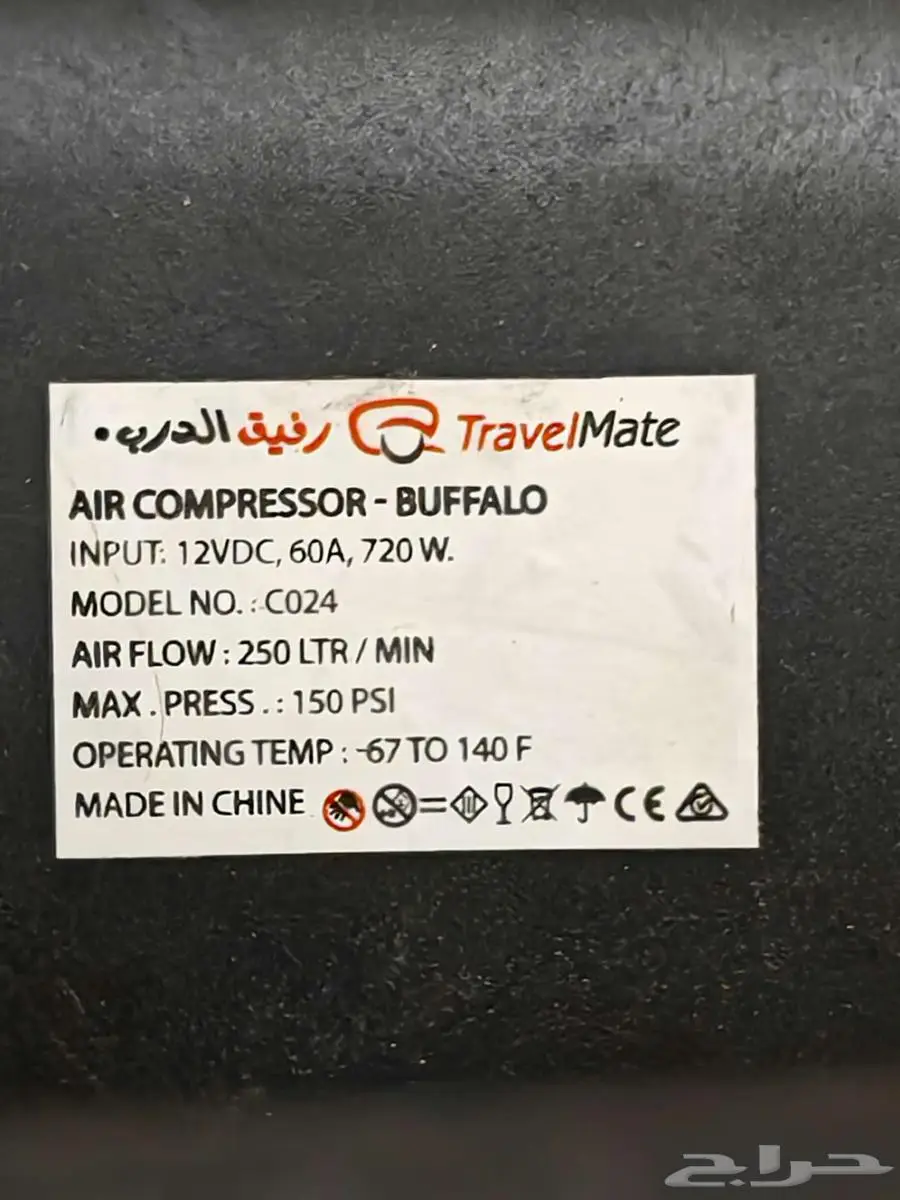 رفيق الدرب TravelMate
AIR COMPRESSOR - BUFFALO
INPUT: 12VDC, 60A, 720 W.
MODEL NO. : C024
AIR FLOW : 250 LTR / MIN
MAX . PRESS . : 150 PSI
OPERATING TEMP : -67 TO 140 F
MADE IN CHINE CE
حراج